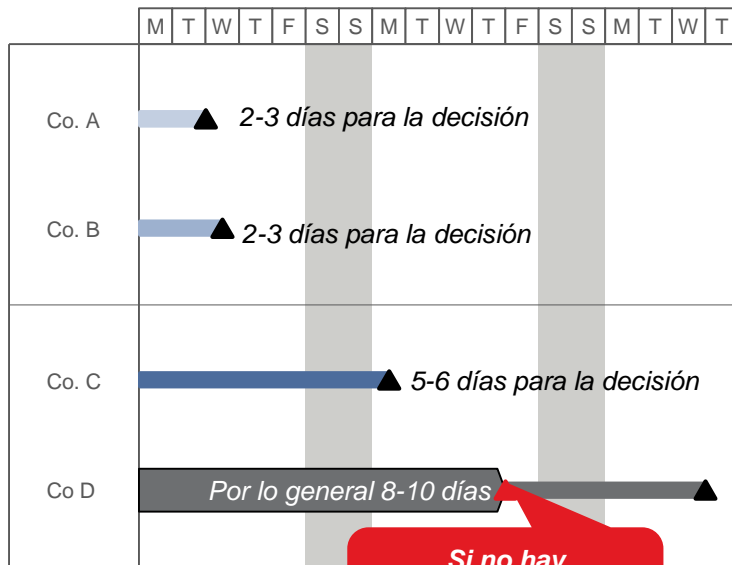 M T W T F S S M T W T F S S M T W T
Co. A
2-3 días para la decisión
Co. B
2-3 días para la decisión
Co. C
5-6 días para la decisión
Co D
Por lo general 8-10 días
Si no hay